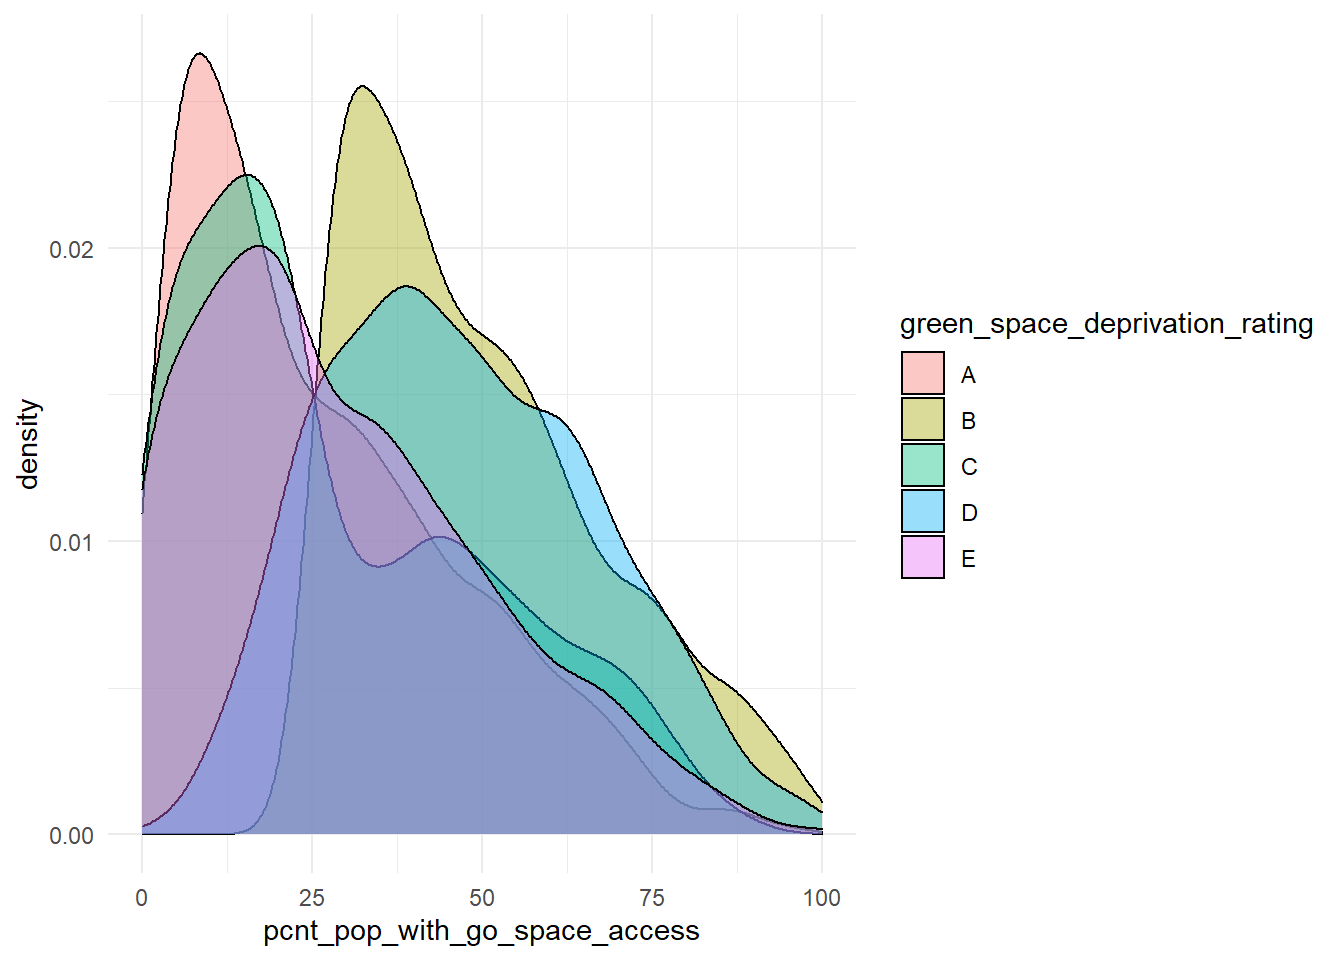 0.02
0.01
0.00
density
0 25 50 75 100
pcnt_pop_with_go_space_access
green_space_deprivation_rating
A
B
C
D
E